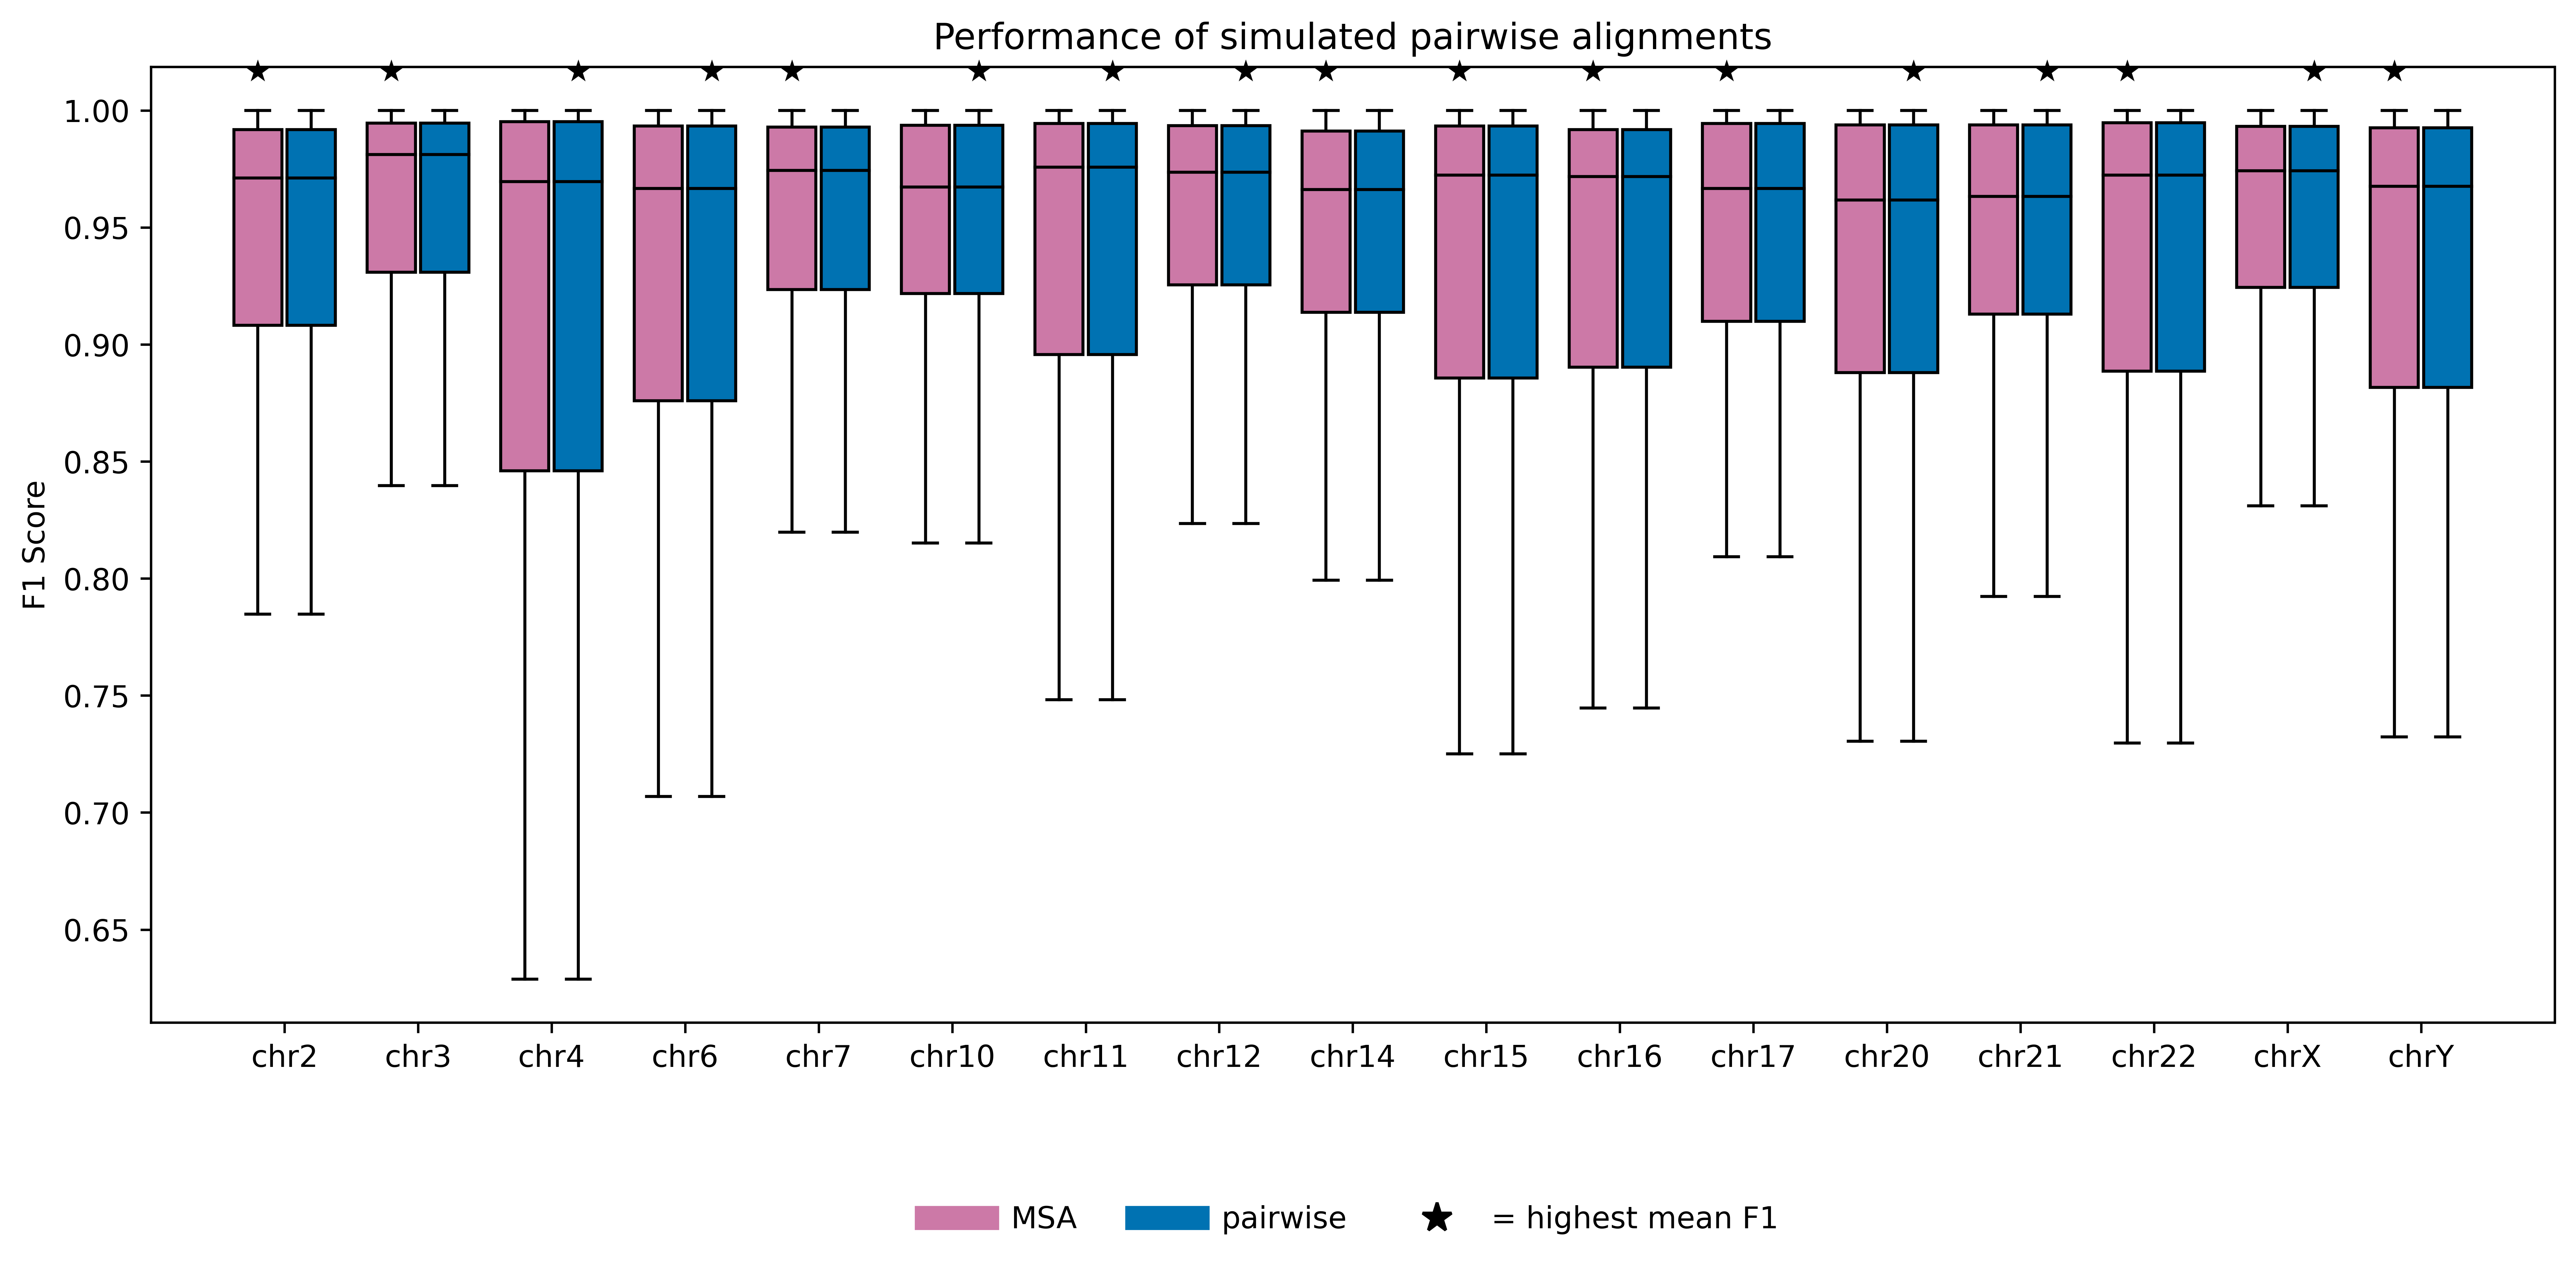 Performance of simulated pairwise alignments
F1 Score
1.00
0.95
0.90
0.85
0.80
0.75
0.70
0.65
chr2 chr3 chr4 chr6 chr7 chr10 chr11 chr12 chr14 chr15 chr16 chr17 chr20 chr21 chr22 chrX chrY
MSA pairwise ★ = highest mean F1